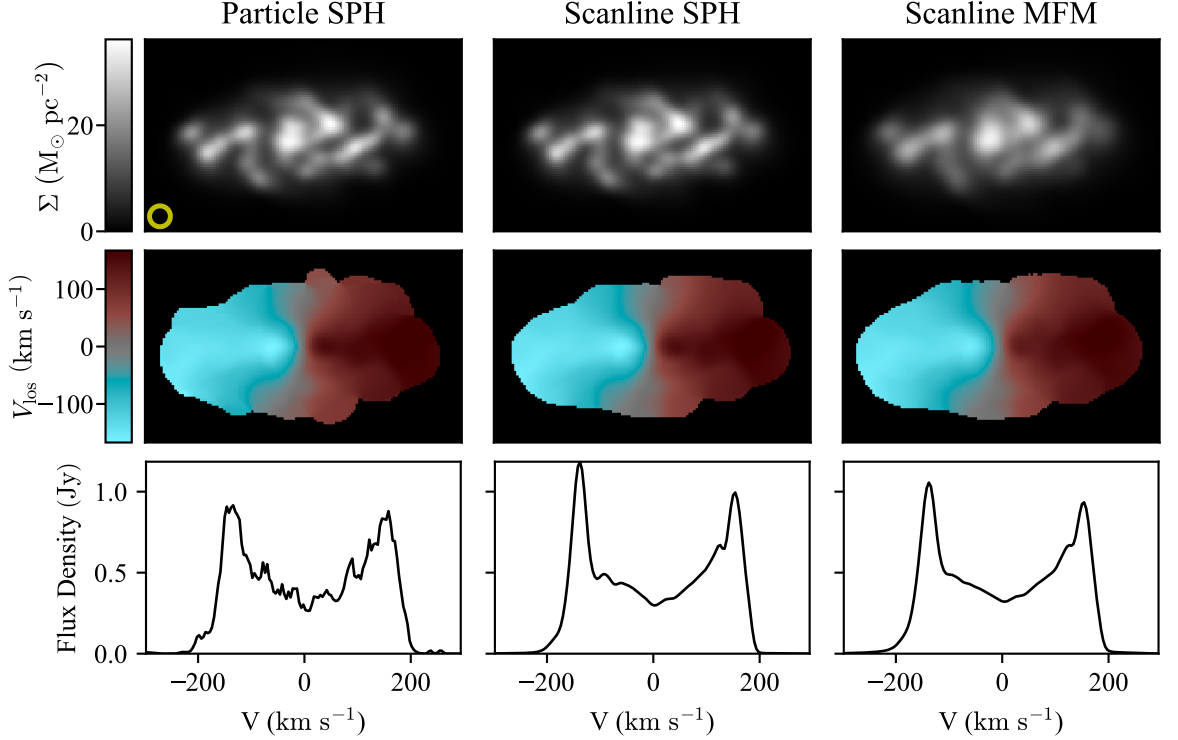 Particle SPH Scanline SPH Scanline MFM
Σ (M⊙ pc⁻²)
20
0
V_los (km s⁻¹)
100
0
−100
Flux Density (Jy)
1.0
0.5
0.0
−200 0 200 −200 0 200 −200 0 200
V (km s⁻¹) V (km s⁻¹) V (km s⁻¹)